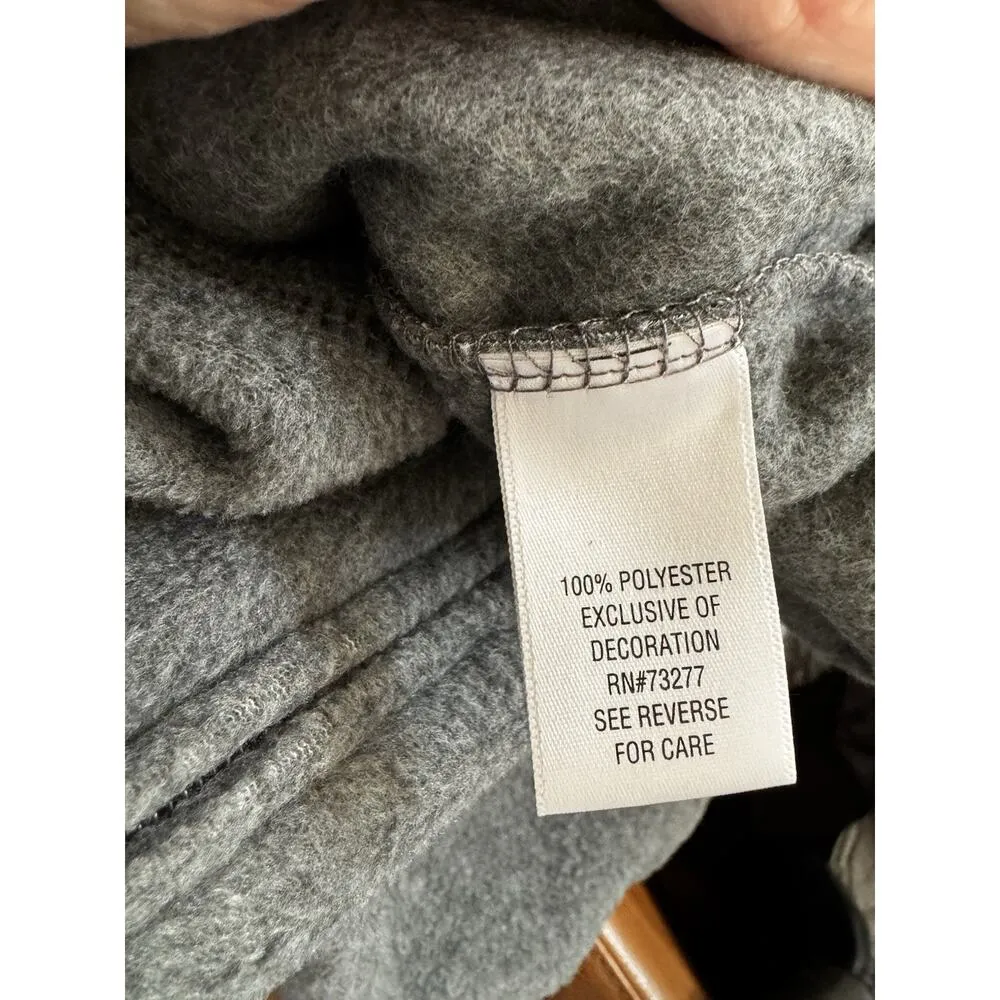 100% POLYESTER
EXCLUSIVE OF
DECORATION
RN#73277
SEE REVERSE
FOR CARE